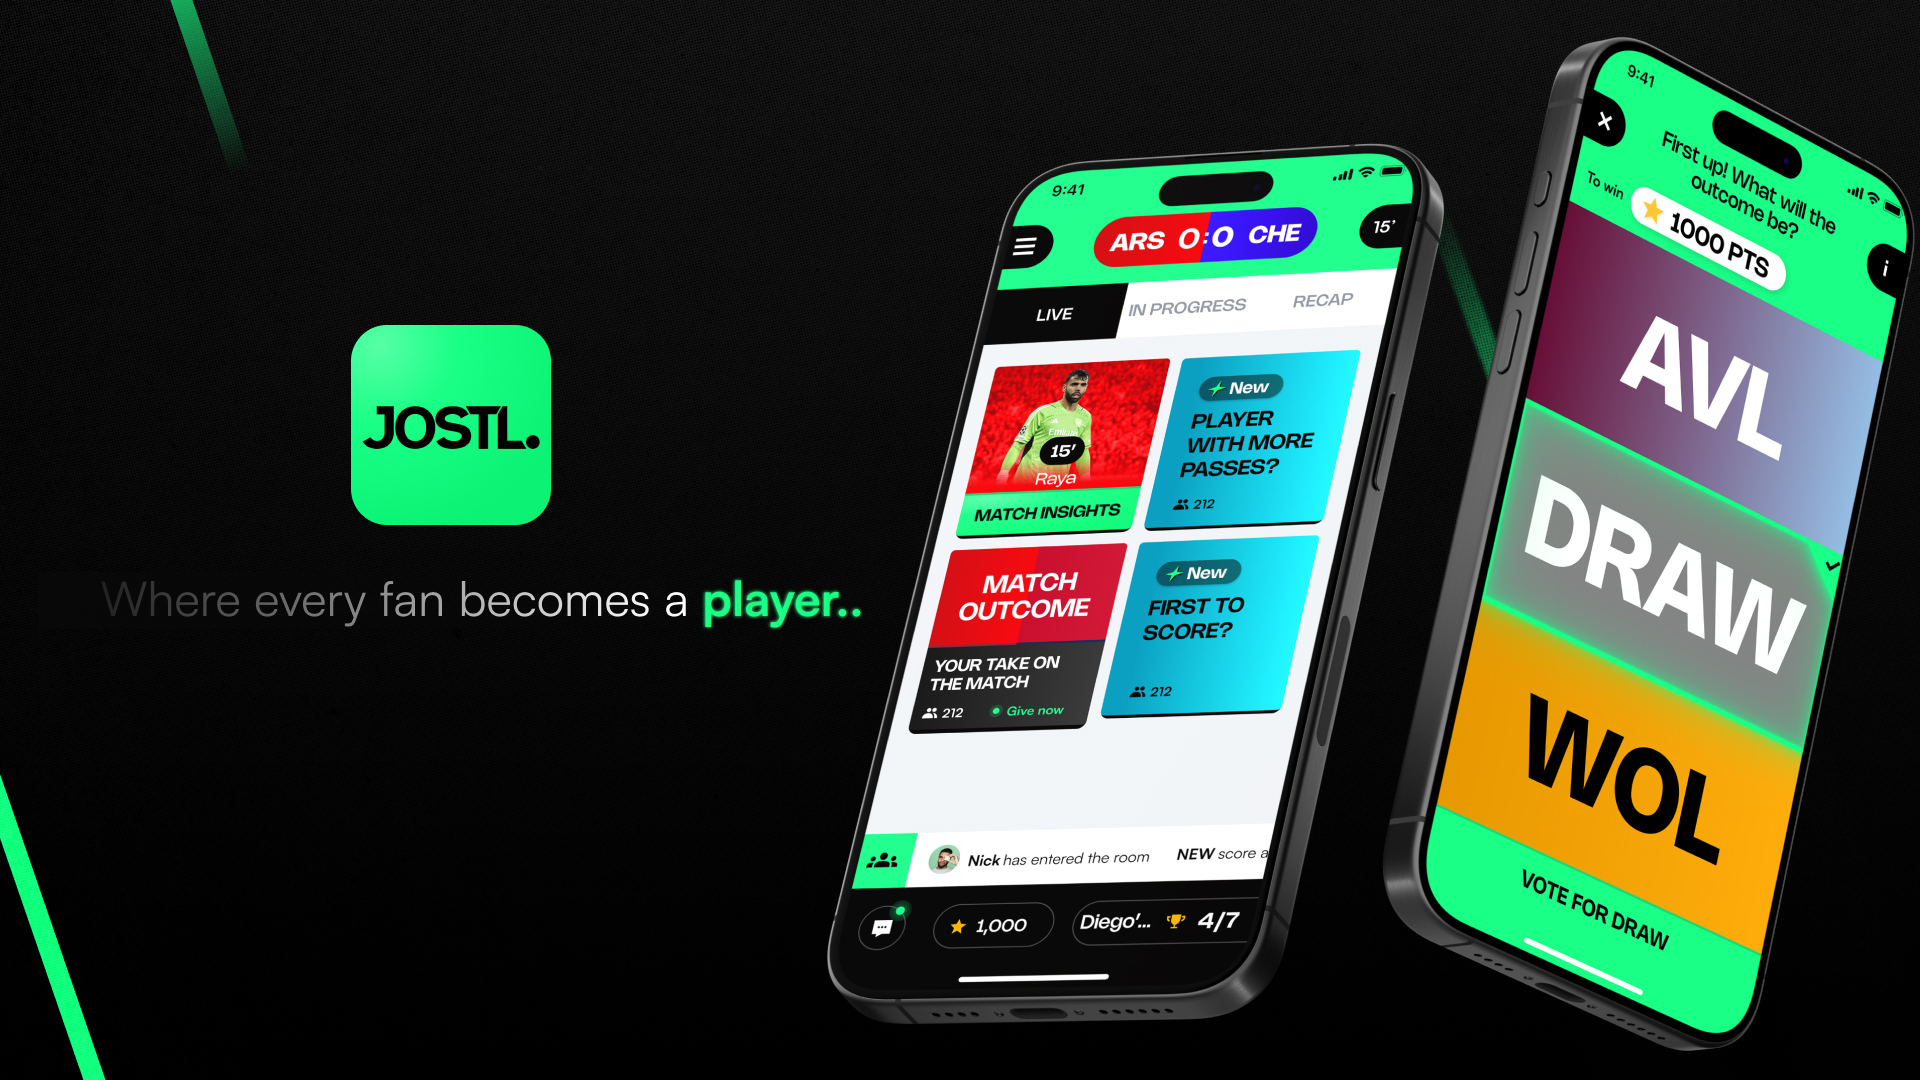 JOSTL.
Where every fan becomes a player..
9:41
ARS 0:0 CHE
15'
LIVE
IN PROGRESS
RECAP
Emirates
15'
Raya
MATCH INSIGHTS
New
PLAYER
WITH MORE
PASSES?
212
MATCH
OUTCOME
YOUR TAKE ON
THE MATCH
212
Give now
New
FIRST TO
SCORE?
212
Nick has entered the room
NEW score a
1,000
Diego'...
4/7
9:41
First up! What will the
outcome be?
To win
1000 PTS
i
AVL
DRAW
WOL
VOTE FOR DRAW